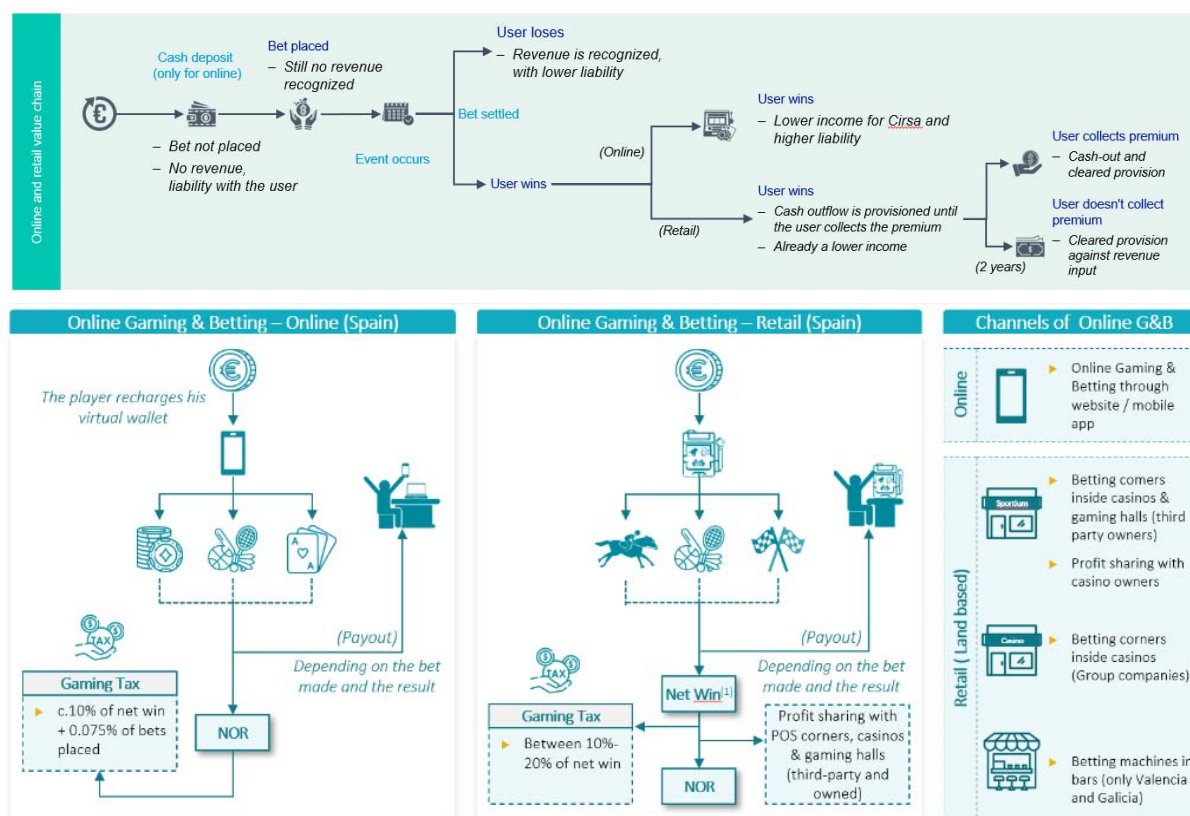 Online and retail value chain
Cash deposit
(only for online)
– Bet not placed
– No revenue,
liability with the user
Bet placed
– Still no revenue
recognized
Event occurs
Bet settled
User loses
– Revenue is recognized,
with lower liability
User wins
(Online)
User wins
– Lower income for Cirsa and
higher liability
(Retail)
User wins
– Cash outflow is provisioned until
the user collects the premium
– Already a lower income
User collects premium
– Cash-out and
cleared provision
User doesn't collect
premium
– Cleared provision
against revenue
input
(2 years)
Online Gaming & Betting – Online (Spain)
The player recharges his
virtual wallet
A
A
(Payout)
Depending on the bet
made and the result
TAX
Gaming Tax
c.10% of net win
+ 0.075% of bets
placed
NOR
Online Gaming & Betting – Retail (Spain)
(Payout)
Depending on the bet
made and the result
TAX
Net Win(1)
Gaming Tax
Between 10%-
20% of net win
Profit sharing with
POS corners, casinos
& gaming halls
(third-party and
owned)
NOR
Channels of Online G&B
Online
Online Gaming &
Betting through
website / mobile
app
Retail ( Land based)
Sportium
Betting corners
inside casinos &
gaming halls (third
party owners)
Profit sharing with
casino owners
Casino
Betting corners
inside casinos
(Group companies)
Betting machines in
bars (only Valencia
and Galicia)